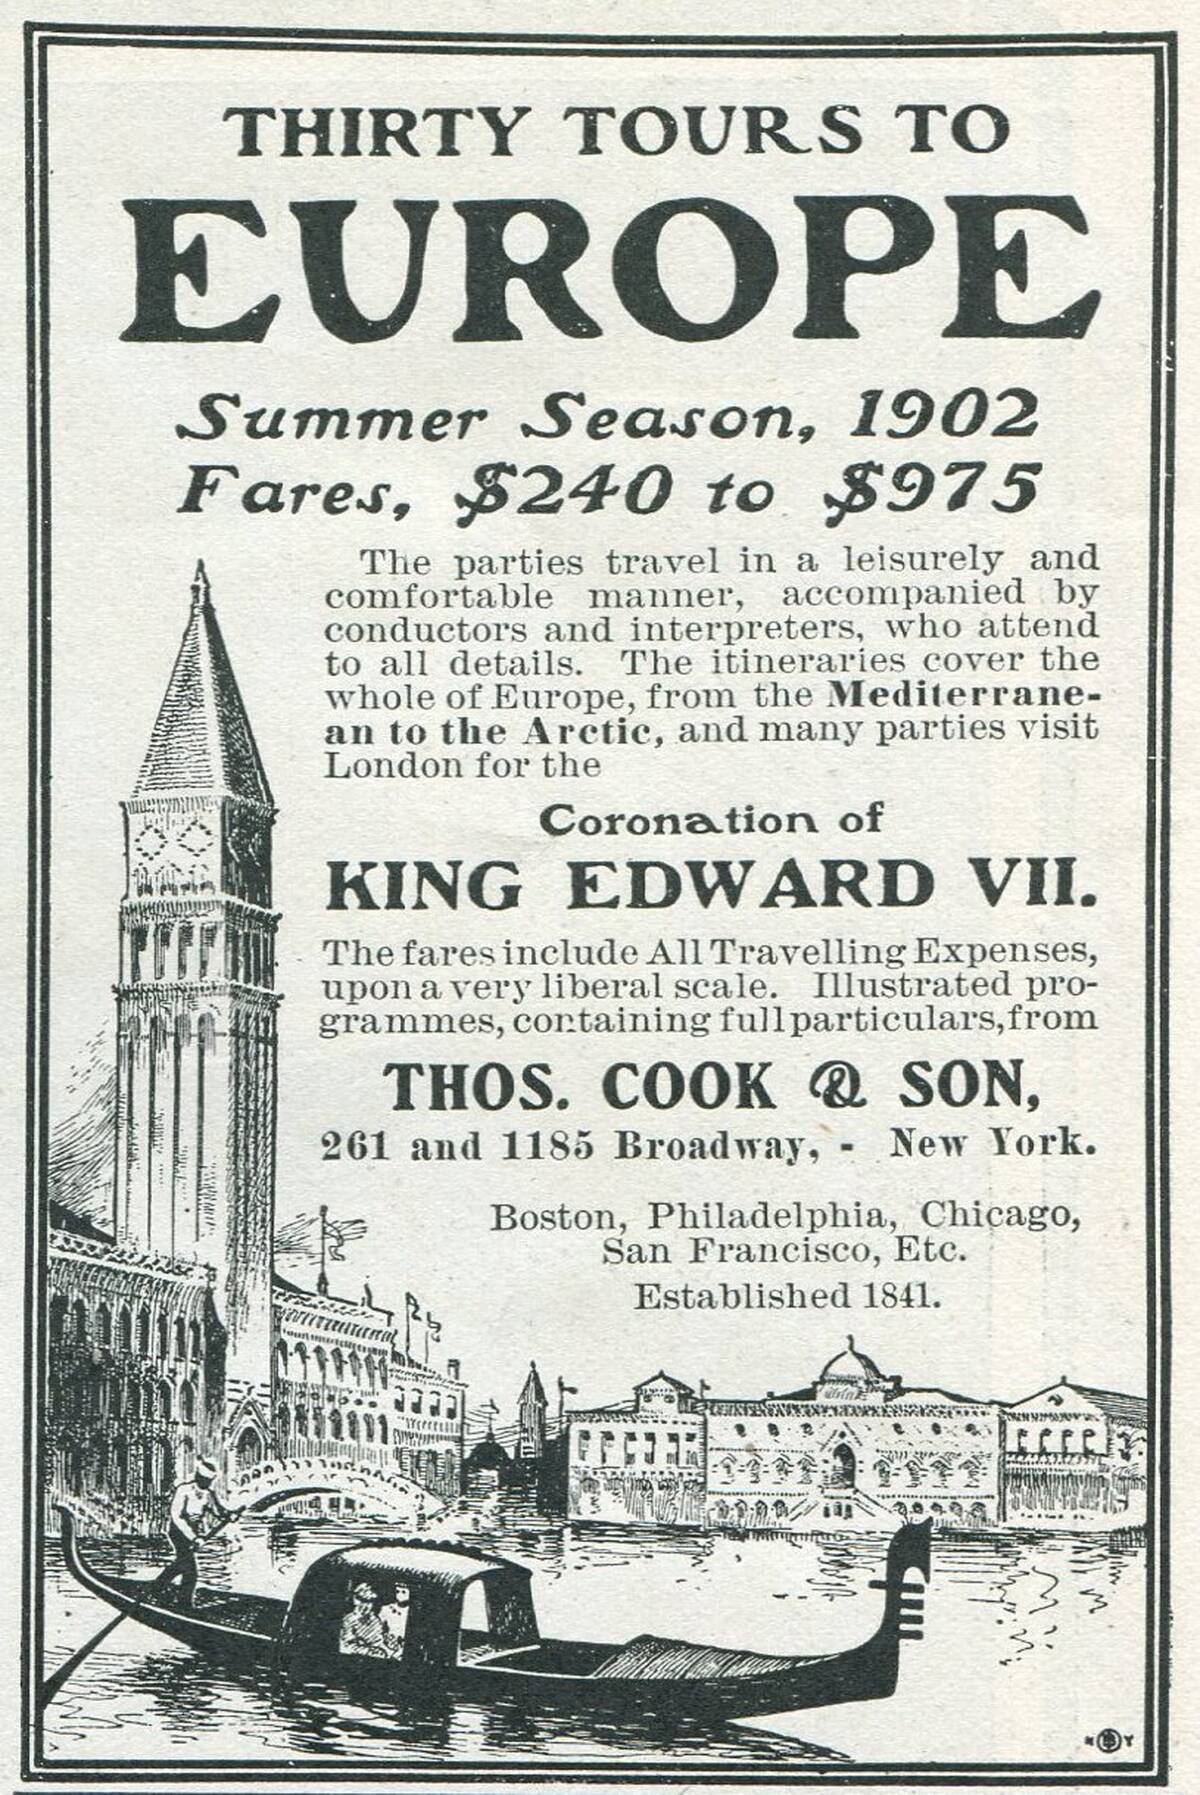 THIRTY TOURS TO
EUROPE
Summer Season, 1902
Fares, $240 to $975
The parties travel in a leisurely and
comfortable manner, accompanied by
conductors and interpreters, who attend
to all details. The itineraries cover the
whole of Europe, from the Mediterrane-
an to the Arctic, and many parties visit
London for the
Coronation of
KING EDWARD VII.
The fares include All Travelling Expenses,
upon a very liberal scale. Illustrated pro-
grammes, containing full particulars, from
THOS. COOK & SON,
261 and 1185 Broadway, - New York.
Boston, Philadelphia, Chicago,
San Francisco, Etc.
Established 1841.